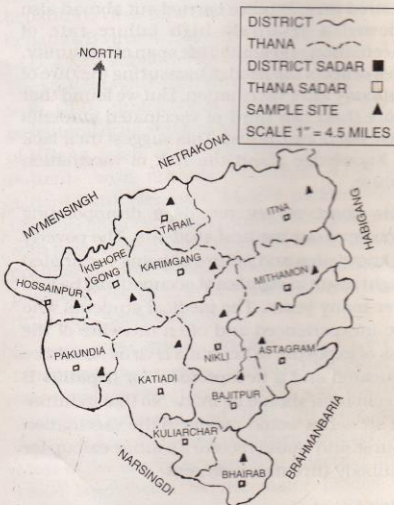 DISTRICT
THANA
DISTRICT SADAR
THANA SADAR
SAMPLE SITE
SCALE 1" = 4.5 MILES
NORTH
NETRAKONA
MYMENSINGH
HABIGANG
TARAIL
ITNA
KISHORE
GONG
KARIMGANG
HOSSAINPUR
MITHAMON
PAKUNDIA
NIKLI
ASTAGRAM
KATIADI
BAJITPUR
KULIARCHAR
BHAIRAB
NARSINGDI
BRAHMANBARIA